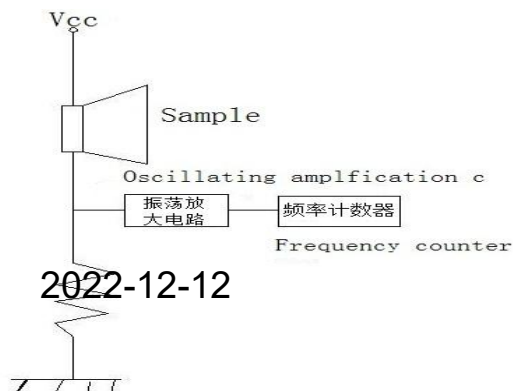 Vcc
Sample
Oscillating amplfication c
振荡放
大电路
频率计数器
Frequency counter
2022-12-12